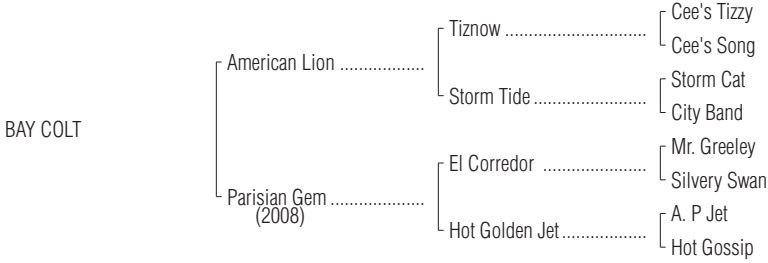 Cee's Tizzy
Tiznow ..............................
Cee's Song
American Lion ..................
Storm Cat
Storm Tide ........................
City Band
BAY COLT
Mr. Greeley
El Corredor ......................
Silvery Swan
Parisian Gem ....................
(2008)
A. P Jet
Hot Golden Jet ..................
Hot Gossip